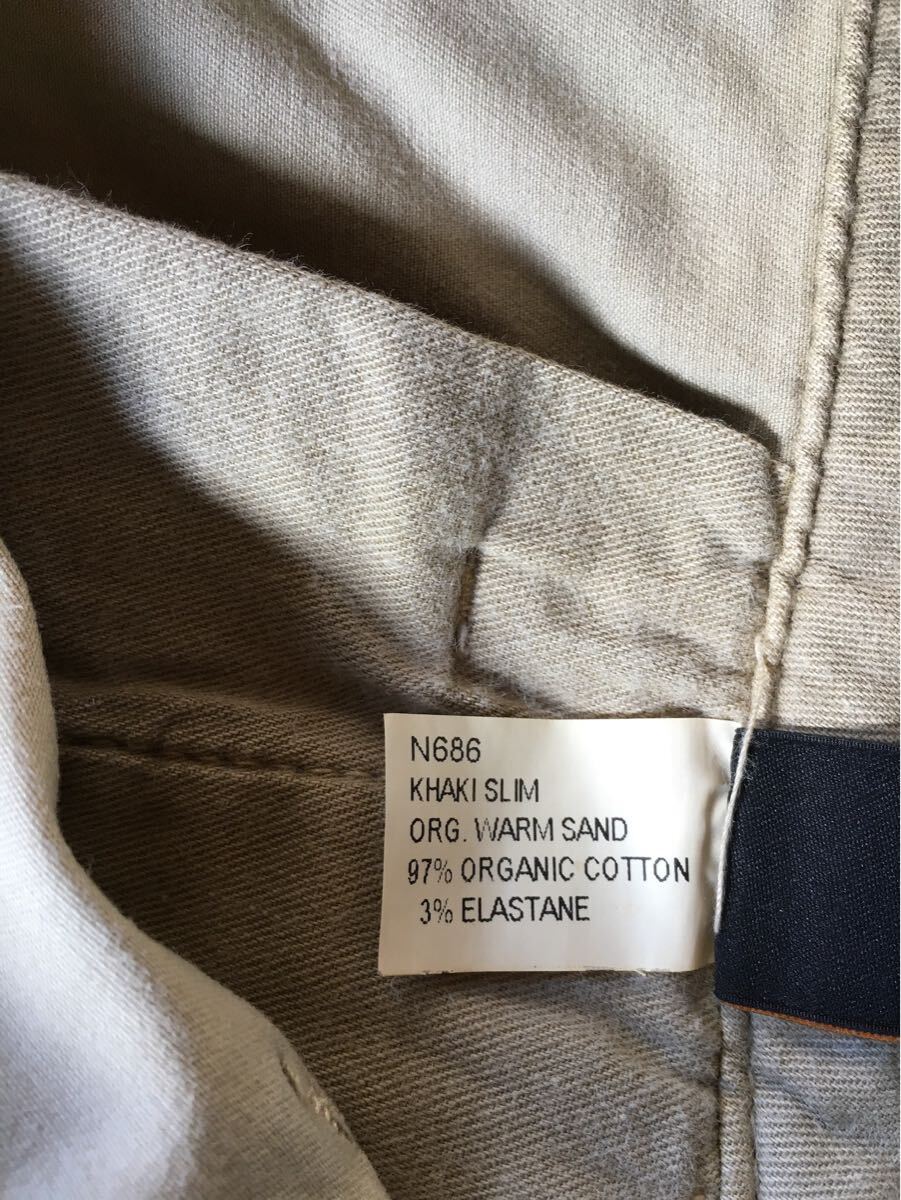 N686
KHAKI SLIM
ORG. WARM SAND
97% ORGANIC COTTON
3% ELASTANE